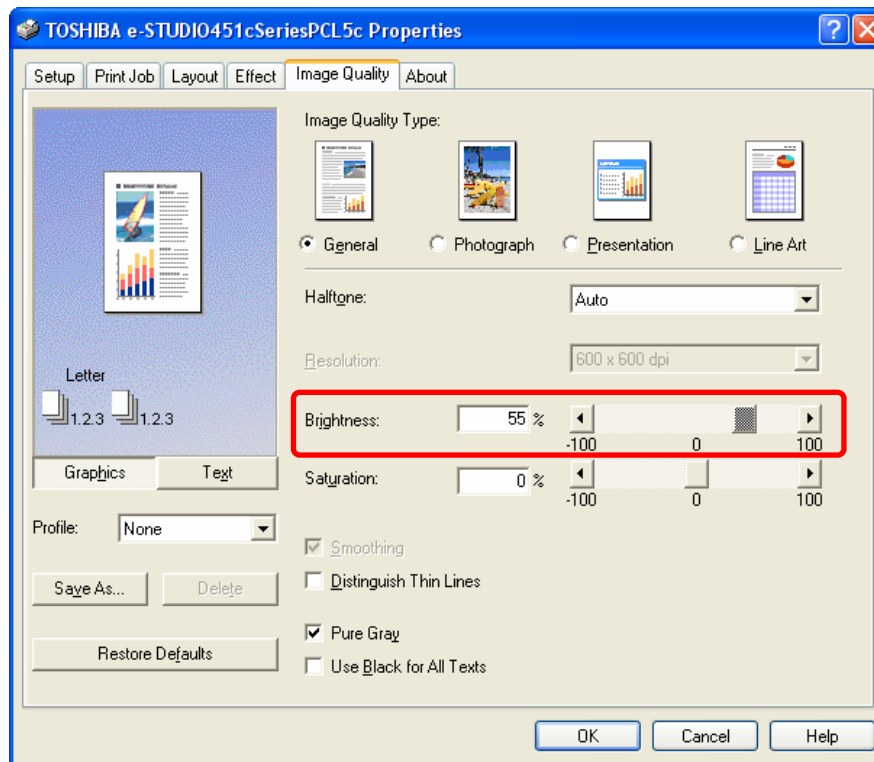 TOSHIBA e-STUDIO451cSeriesPCL5c Properties
Setup Print Job Layout Effect Image Quality About
Image Quality Type:
General Photograph Presentation Line Art
Halftone: Auto
Resolution: 600 x 600 dpi
Letter
1.2.3 1.2.3
Brightness: 55 %
-100 0 100
Graphics Text
Saturation: 0 %
-100 0 100
Profile: None
Smoothing
Save As... Delete
Distinguish Thin Lines
Pure Gray
Restore Defaults
Use Black for All Texts
OK Cancel Help